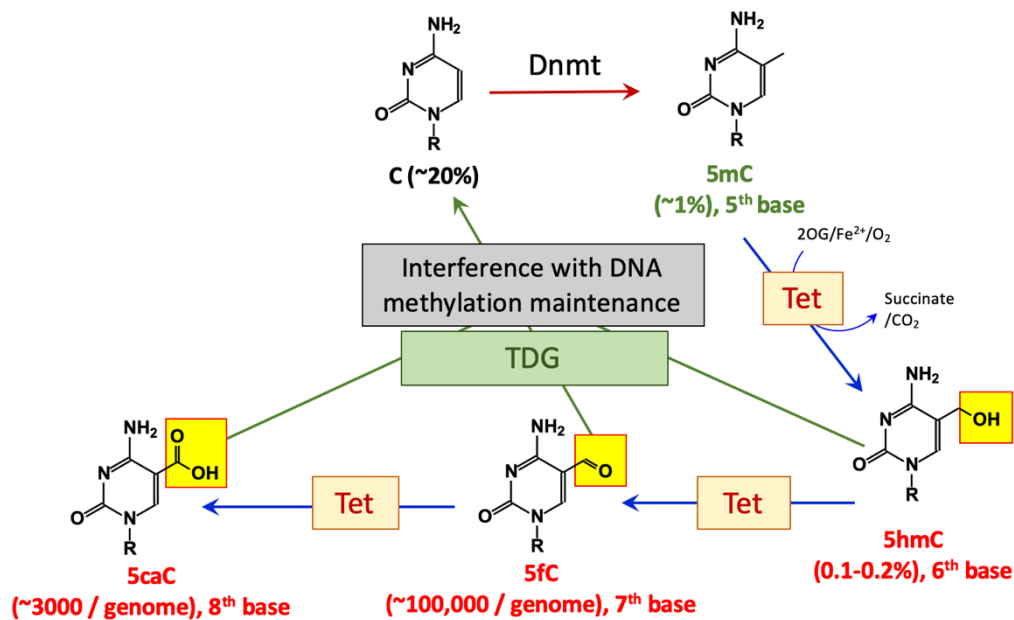 NH₂
N
O
N
R
C (~20%)
Dnmt
NH₂
N
O
N
R
5mC
(~1%), 5ᵗʰ base
2OG/Fe²⁺/O₂
Tet
Succinate
/CO₂
Interference with DNA
methylation maintenance
TDG
NH₂
O
OH
N
O
N
R
5caC
(~3000 / genome), 8ᵗʰ base
Tet
NH₂
O
N
O
N
R
5fC
(~100,000 / genome), 7ᵗʰ base
Tet
NH₂
OH
N
O
N
R
5hmC
(0.1-0.2%), 6ᵗʰ base